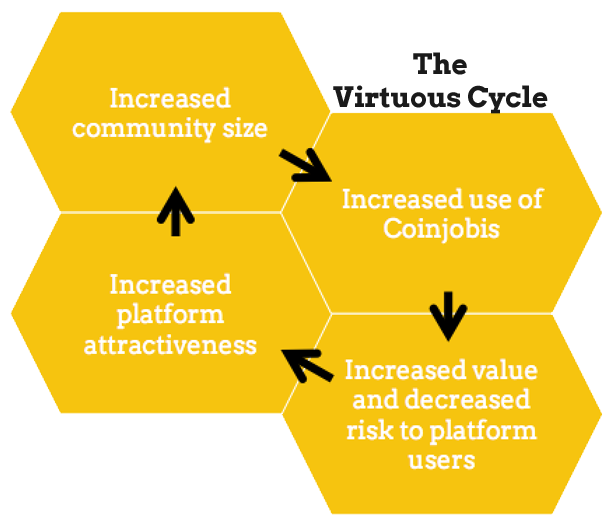 The
Virtuous Cycle
Increased
community size
Increased use of
Coinjobis
Increased value
and decreased
risk to platform
users
Increased
platform
attractiveness